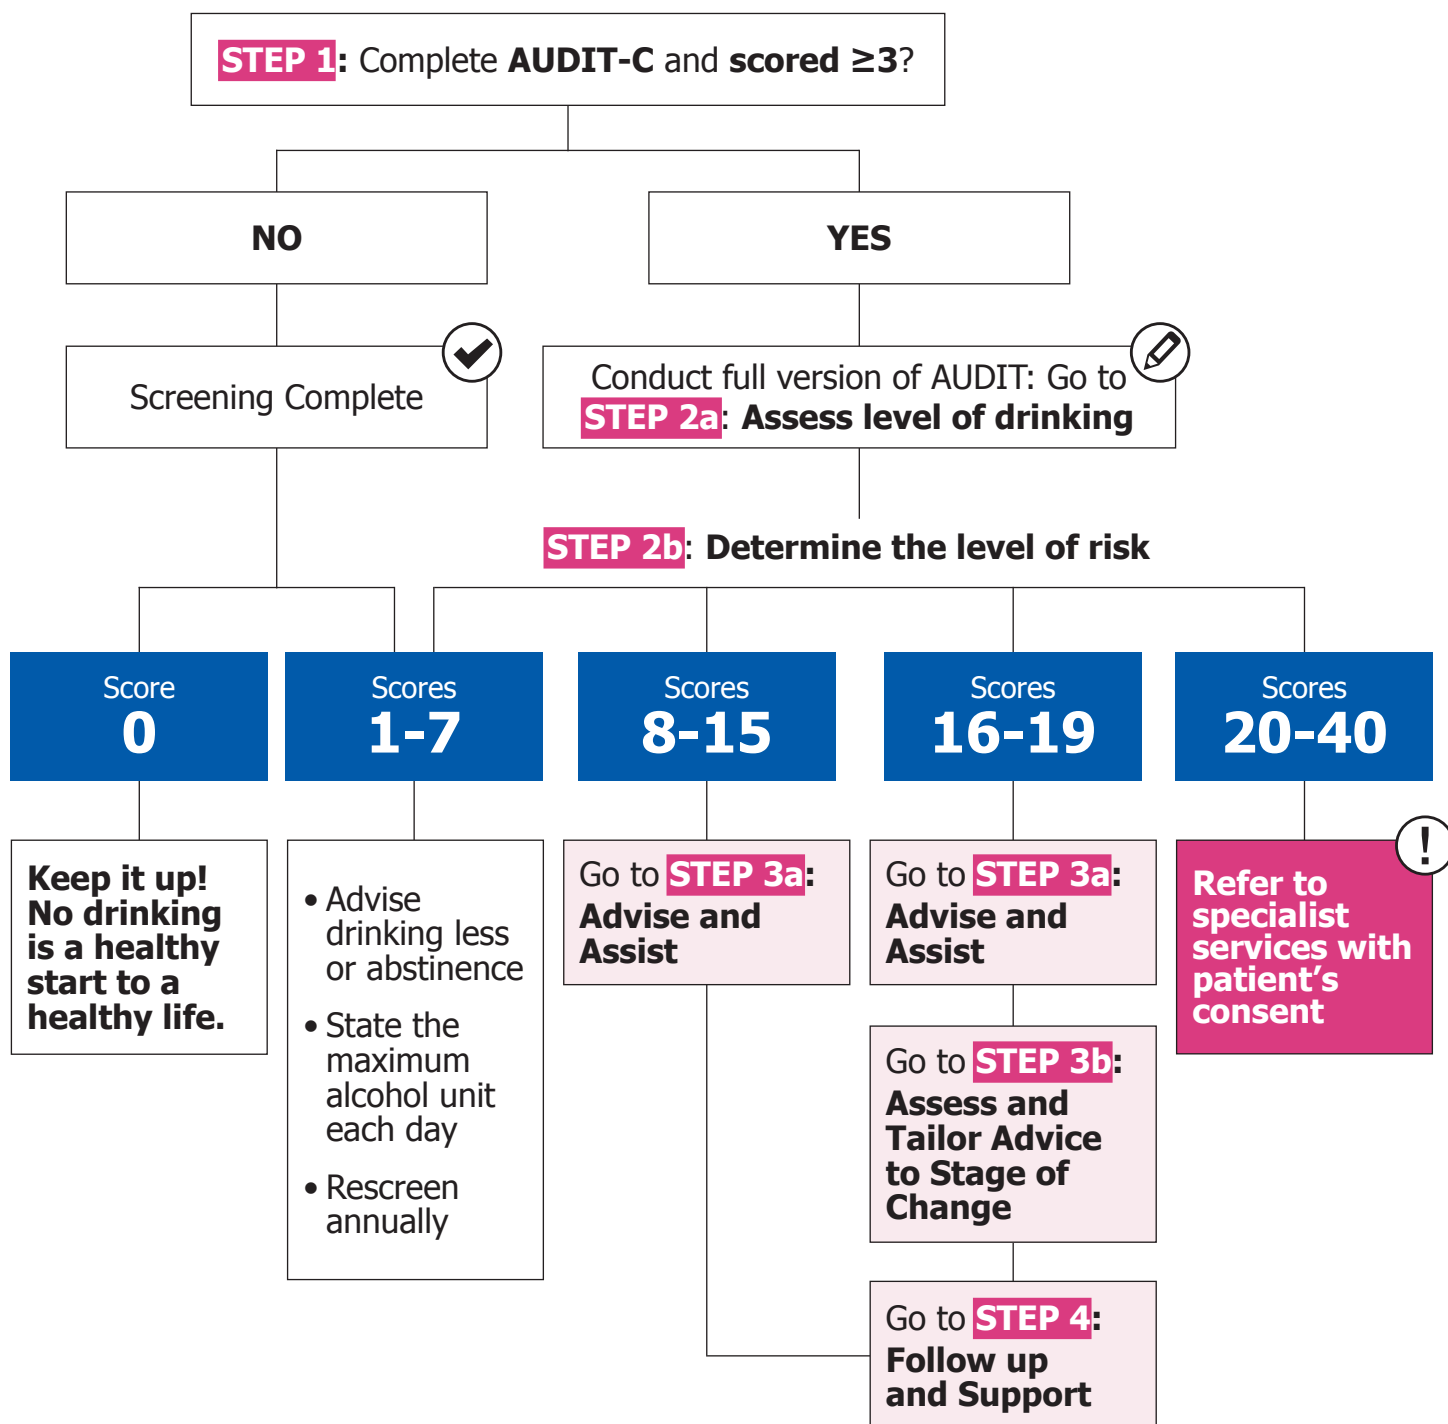 STEP 1: Complete AUDIT-C and scored ≥3?
NO
YES
Screening Complete
Conduct full version of AUDIT: Go to
STEP 2a: Assess level of drinking
STEP 2b: Determine the level of risk
Score
0
Scores
1-7
Scores
8-15
Scores
16-19
Scores
20-40
Keep it up!
No drinking
is a healthy
start to a
healthy life.
• Advise
drinking less
or abstinence
• State the
maximum
alcohol unit
each day
• Rescreen
annually
Go to STEP 3a:
Advise and
Assist
Go to STEP 3a:
Advise and
Assist
Go to STEP 3b:
Assess and
Tailor Advice
to Stage of
Change
Go to STEP 4:
Follow up
and Support
!
Refer to
specialist
services with
patient’s
consent